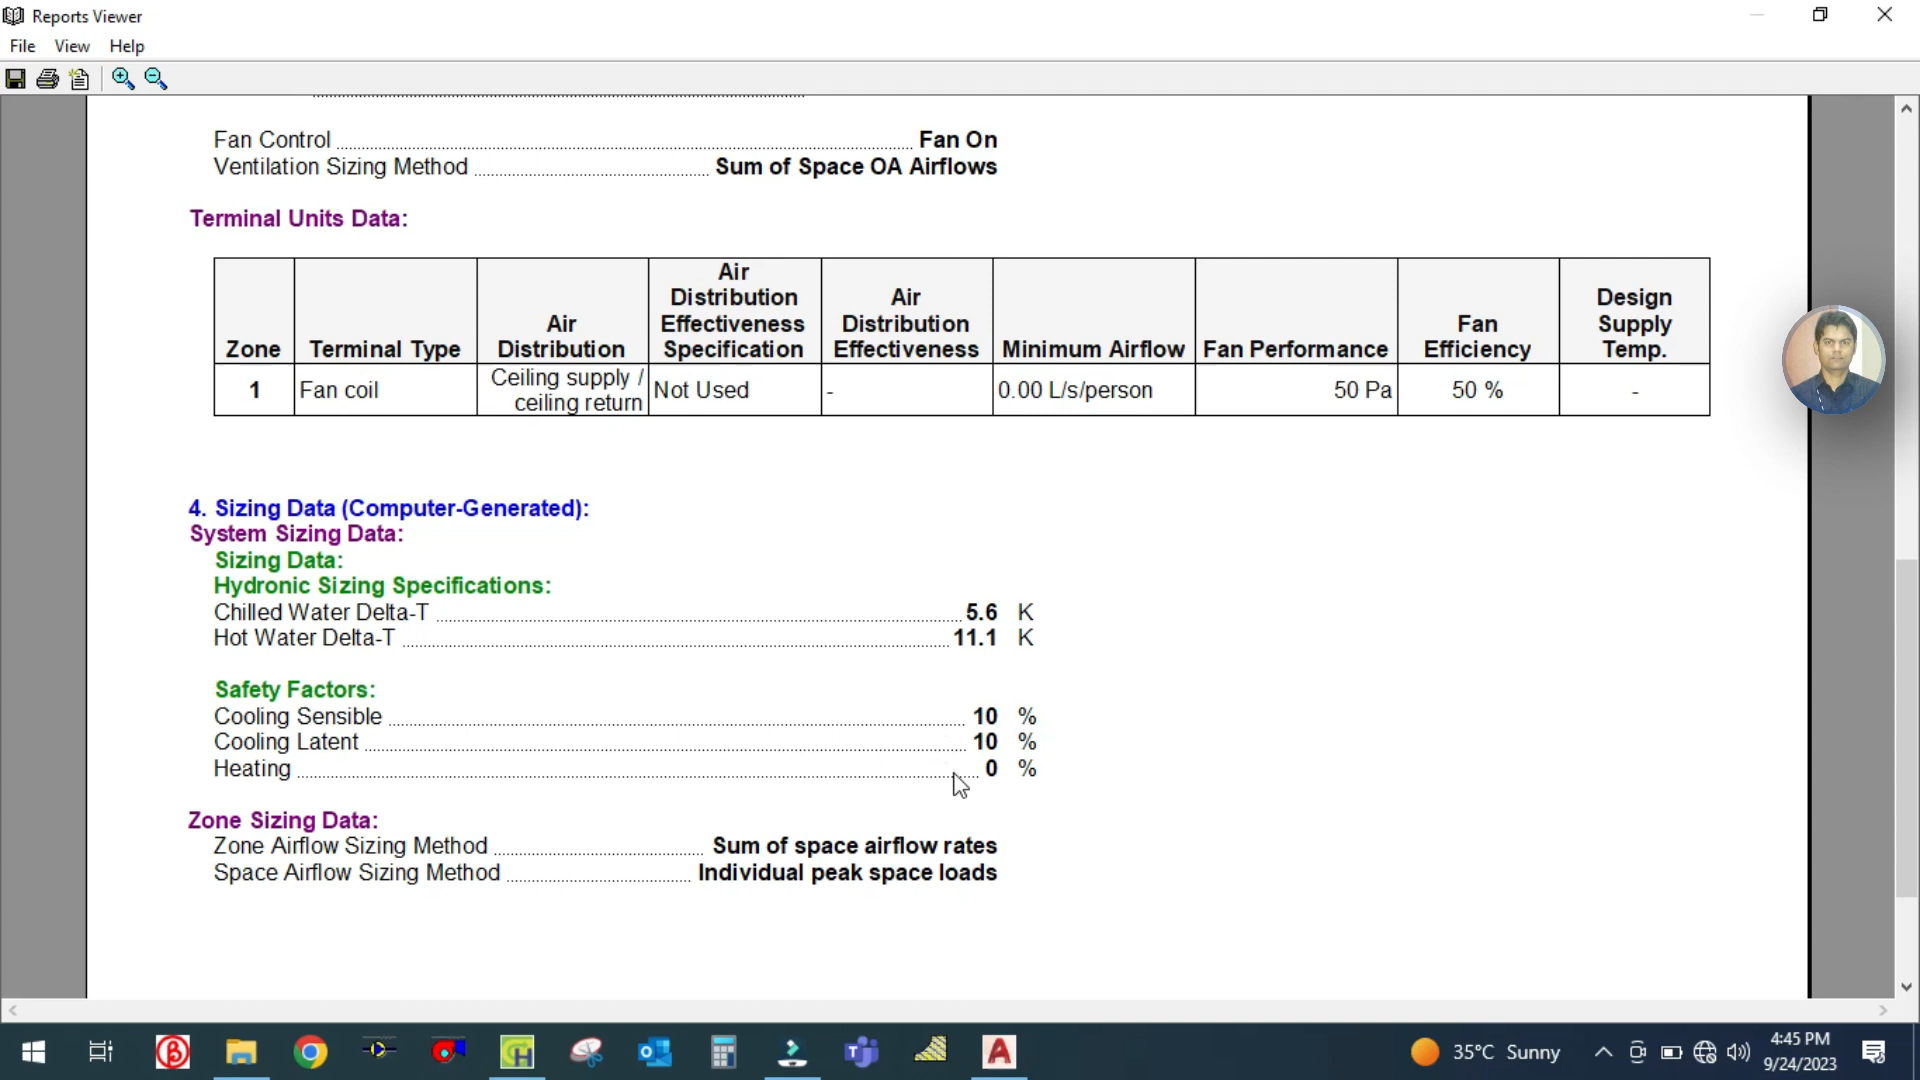 Reports Viewer
File View Help
Fan Control Fan On
Ventilation Sizing Method Sum of Space OA Airflows
Terminal Units Data:
Zone Terminal Type Air Distribution Air Distribution Effectiveness Specification Air Distribution Effectiveness Minimum Airflow Fan Performance Fan Efficiency Design Supply Temp.
1 Fan coil Ceiling supply / ceiling return Not Used - 0.00 L/s/person 50 Pa 50 % -
4. Sizing Data (Computer-Generated):
System Sizing Data:
Sizing Data:
Hydronic Sizing Specifications:
Chilled Water Delta-T 5.6 K
Hot Water Delta-T 11.1 K
Safety Factors:
Cooling Sensible 10 %
Cooling Latent 10 %
Heating 0 %
Zone Sizing Data:
Zone Airflow Sizing Method Sum of space airflow rates
Space Airflow Sizing Method Individual peak space loads
35°C Sunny
4:45 PM
9/24/2023